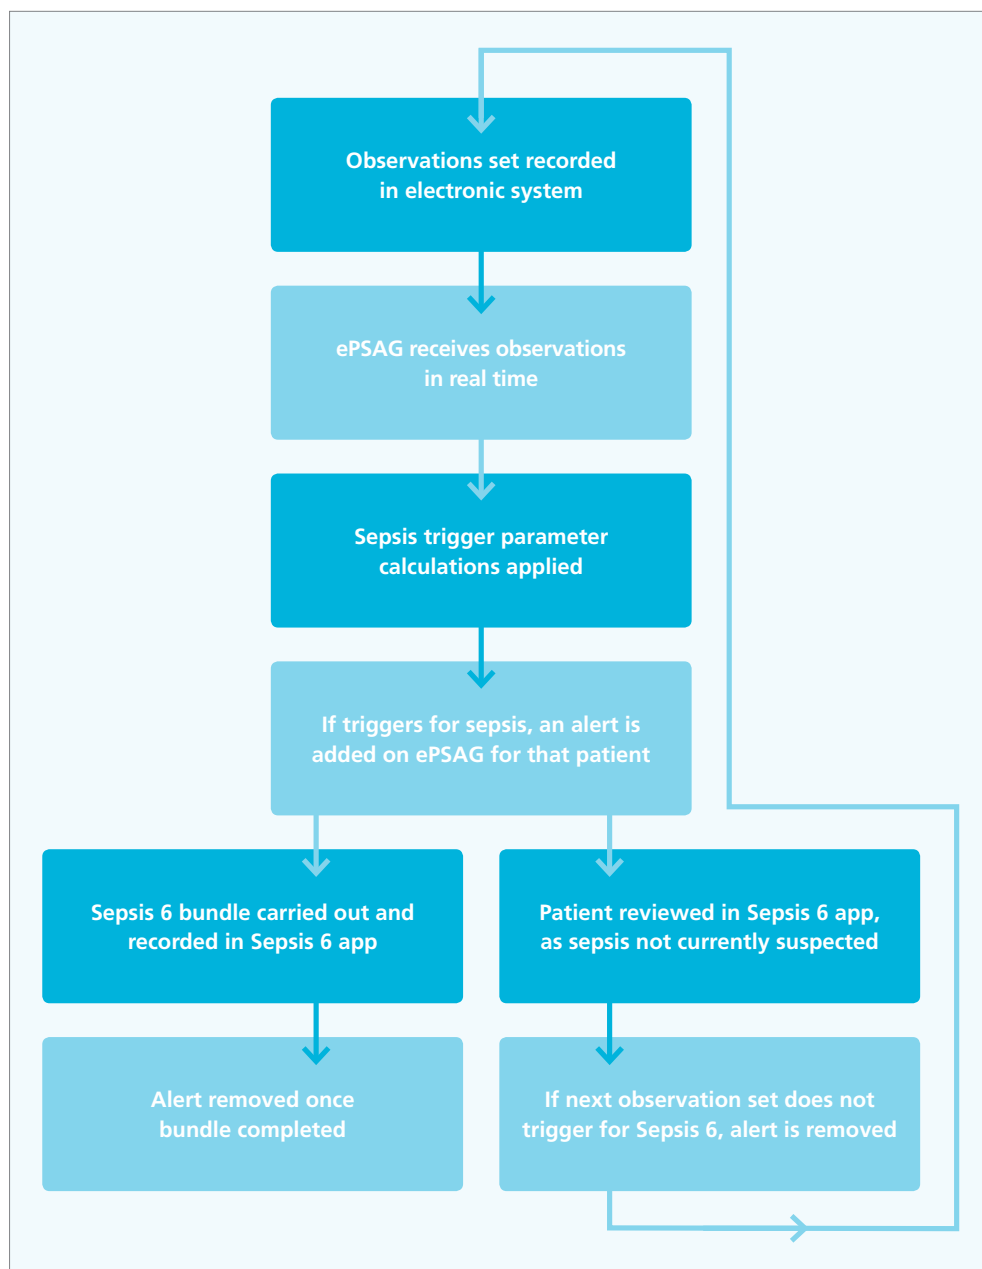 Observations set recorded
in electronic system
ePSAG receives observations
in real time
Sepsis trigger parameter
calculations applied
If triggers for sepsis, an alert is
added on ePSAG for that patient
Sepsis 6 bundle carried out and
recorded in Sepsis 6 app
Patient reviewed in Sepsis 6 app,
as sepsis not currently suspected
Alert removed once
bundle completed
If next observation set does not
trigger for Sepsis 6, alert is removed